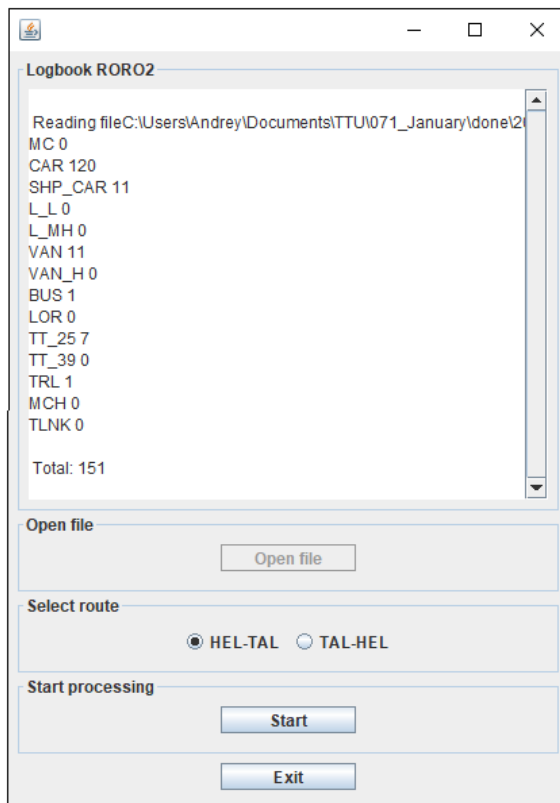 Logbook RORO2
Reading fileC:\Users\Andrey\Documents\TTU\071_January\done\20
MC 0
CAR 120
SHP_CAR 11
L_L 0
L_MH 0
VAN 11
VAN_H 0
BUS 1
LOR 0
TT_25 7
TT_39 0
TRL 1
MCH 0
TLNK 0
Total: 151
Open file
Open file
Select route
HEL-TAL TAL-HEL
Start processing
Start
Exit